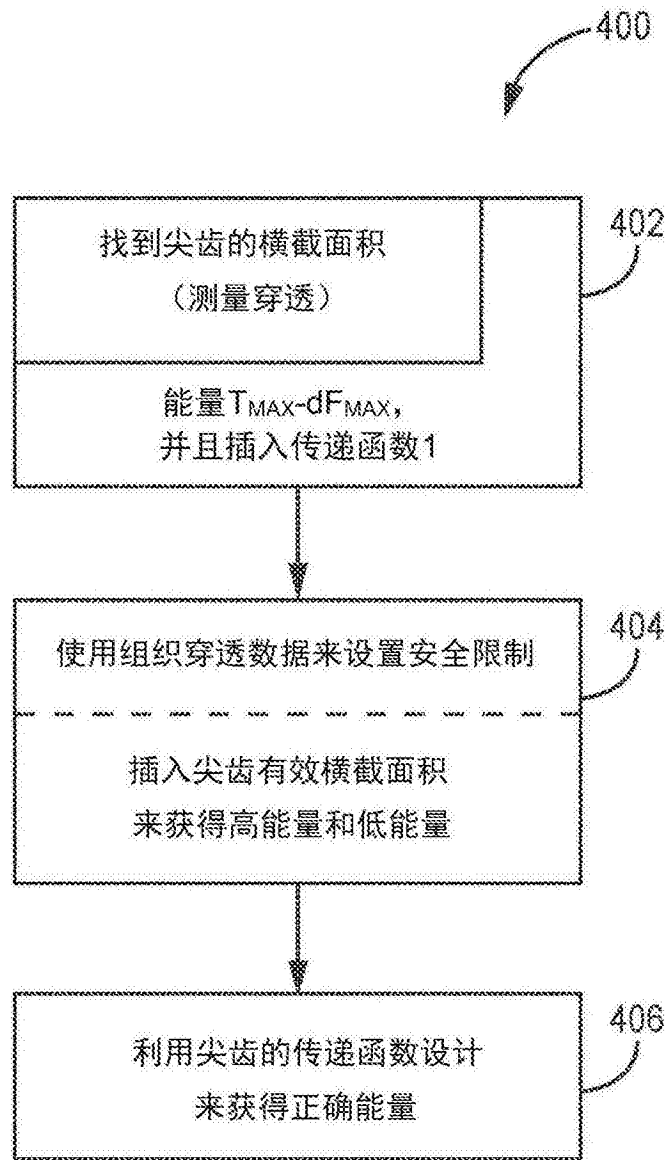 400
402
找到尖齿的横截面积
（测量穿透）
能量TMAX-dFMAX，
并且插入传递函数1
404
使用组织穿透数据来设置安全限制
插入尖齿有效横截面积
来获得高能量和低能量
406
利用尖齿的传递函数设计
来获得正确能量